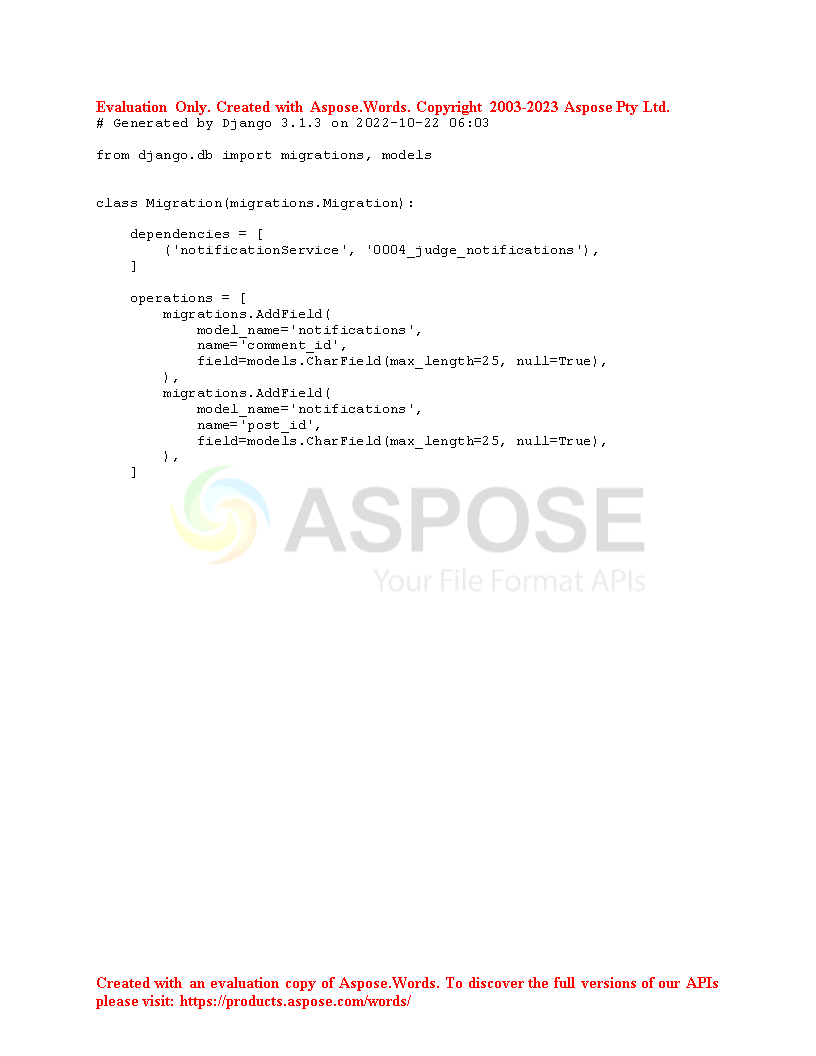 Evaluation Only. Created with Aspose.Words. Copyright 2003-2023 Aspose Pty Ltd.
# Generated by Django 3.1.3 on 2022-10-22 06:03

from django.db import migrations, models


class Migration(migrations.Migration):

    dependencies = [
        ('notificationService', '0004_judge_notifications'),
    ]

    operations = [
        migrations.AddField(
            model_name='notifications',
            name='comment_id',
            field=models.CharField(max_length=25, null=True),
        ),
        migrations.AddField(
            model_name='notifications',
            name='post_id',
            field=models.CharField(max_length=25, null=True),
        ),
    ]
ASPOSE
Your File Format APIs
Created with an evaluation copy of Aspose.Words. To discover the full versions of our APIs
please visit: https://products.aspose.com/words/